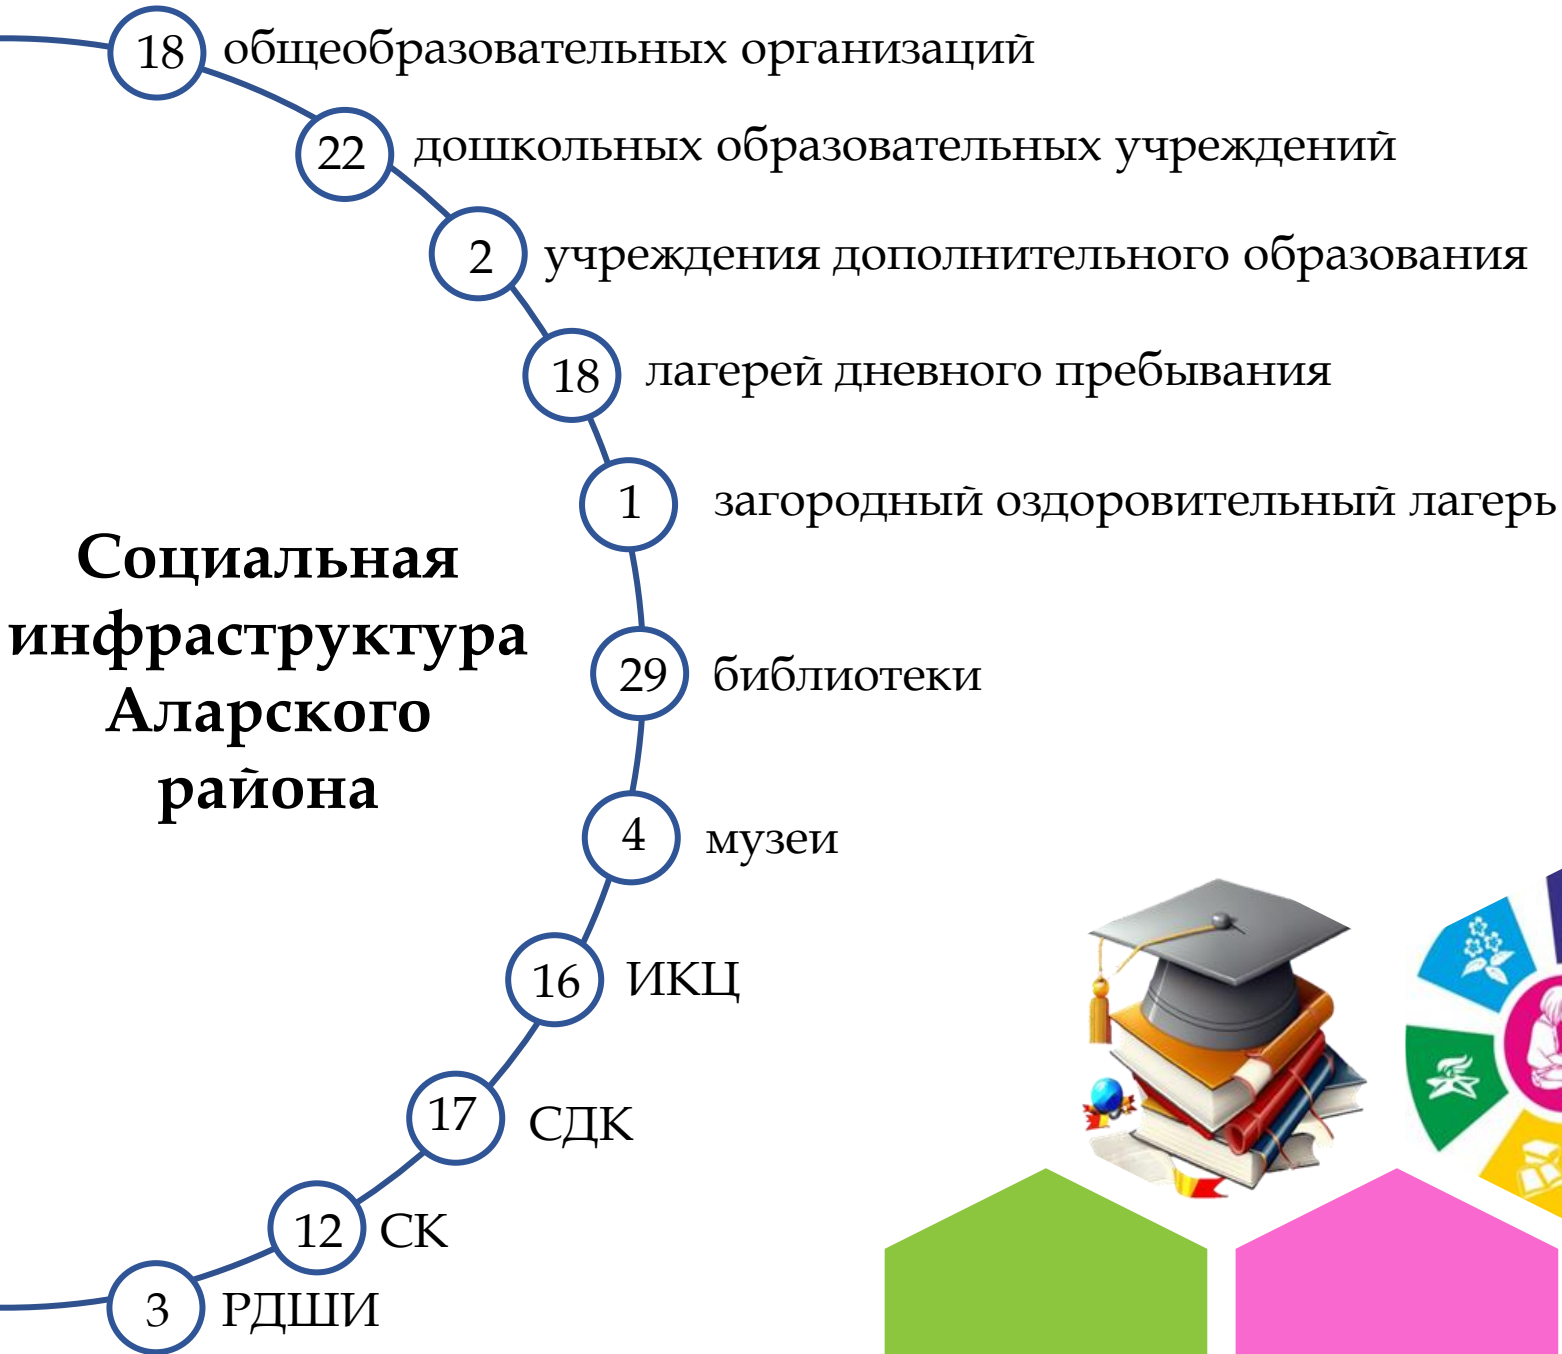 18 общеобразовательных организаций
22 дошкольных образовательных учреждений
2 учреждения дополнительного образования
18 лагерей дневного пребывания
1 загородный оздоровительный лагерь
Социальная
инфраструктура
Аларского
района
29 библиотеки
4 музеи
16 ИКЦ
17 СДК
12 СК
3 РДШИ